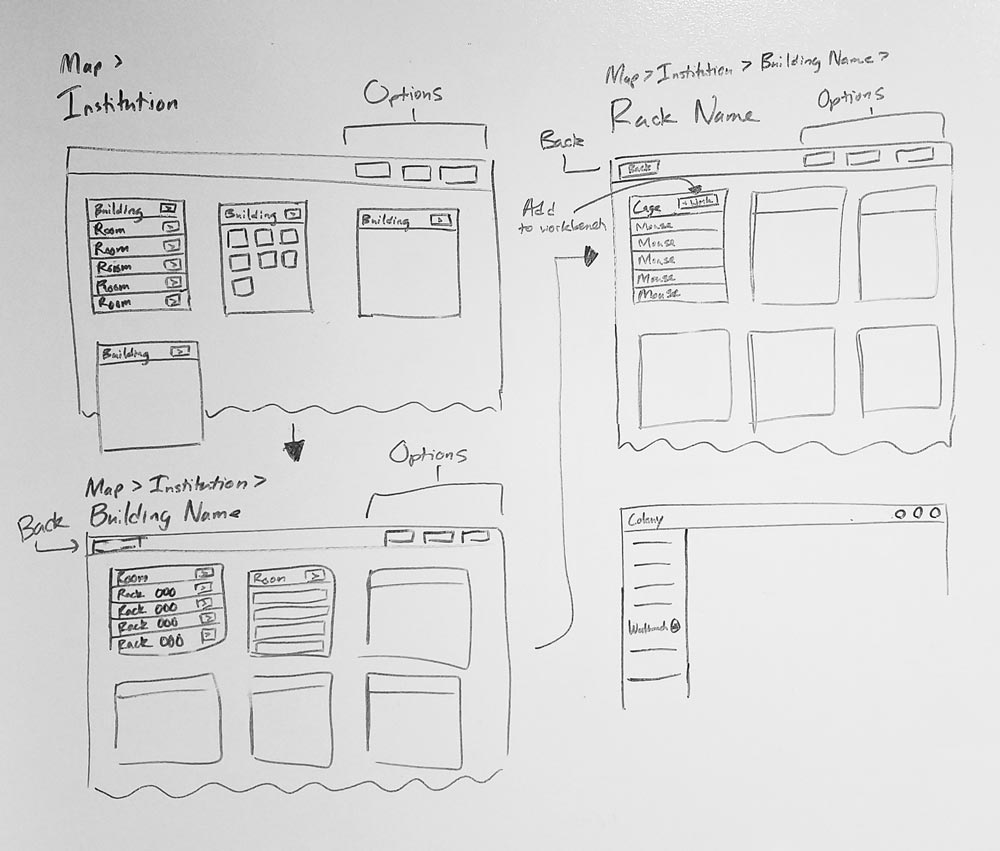 Map >
Institution
Options
Building >
Room >
Room >
Room >
Room >
Room >
Building >
Building >
Building >
Map > Institution >
Building Name
Options
Back
Room >
Rack 000 >
Rack 000 >
Rack 000 >
Rack 000 >
Room >
Map > Institution > Building Name >
Rack Name
Options
Back
Back
Add
to workbench
Cage + Work
Mouse
Mouse
Mouse
Mouse
Mouse
Colony
Workbench